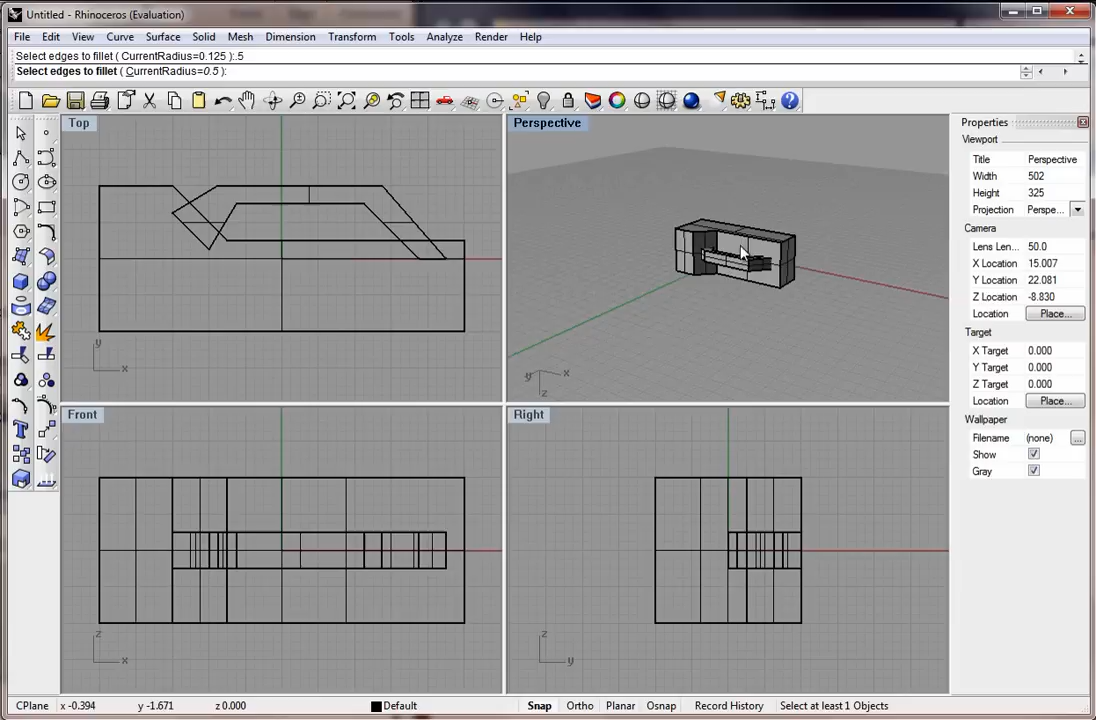 Untitled - Rhinoceros (Evaluation)
File Edit View Curve Surface Solid Mesh Dimension Transform Tools Analyze Render Help
Select edges to fillet ( CurrentRadius=0.125 ):.5
Select edges to fillet ( CurrentRadius=0.5 ):
Top
Perspective
Front
Right
y
x
y
x
z
z
x
z
y
Properties
Viewport
Title Perspective
Width 502
Height 325
Projection Perspe...
Camera
Lens Len... 50.0
X Location 15.007
Y Location 22.081
Z Location -8.830
Location Place...
Target
X Target 0.000
Y Target 0.000
Z Target 0.000
Location Place...
Wallpaper
Filename (none) ...
Show
Gray
CPlane x -0.394 y -1.671 z 0.000 Default Snap Ortho Planar Osnap Record History Select at least 1 Objects